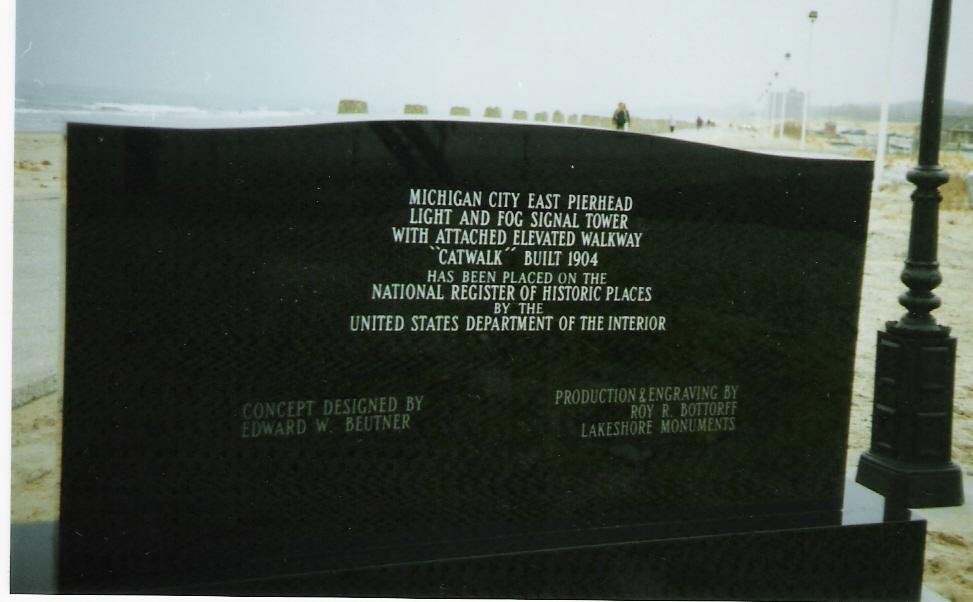 MICHIGAN CITY EAST PIERHEAD
LIGHT AND FOG SIGNAL TOWER
WITH ATTACHED ELEVATED WALKWAY
``CATWALK´´ BUILT 1904
HAS BEEN PLACED ON THE
NATIONAL REGISTER OF HISTORIC PLACES
BY THE
UNITED STATES DEPARTMENT OF THE INTERIOR
CONCEPT DESIGNED BY
EDWARD W. BEUTNER
PRODUCTION & ENGRAVING BY
ROY R. BOTTORFF
LAKESHORE MONUMENTS